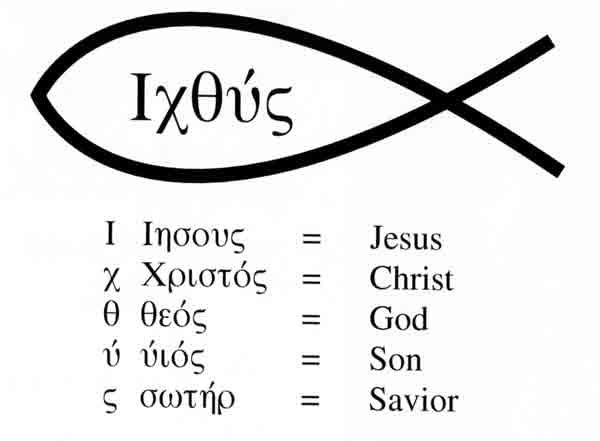 Ιχθύς
Ι Ιησους = Jesus
χ Χριστός = Christ
θ θεός = God
ύ ύιός = Son
ς σωτήρ = Savior